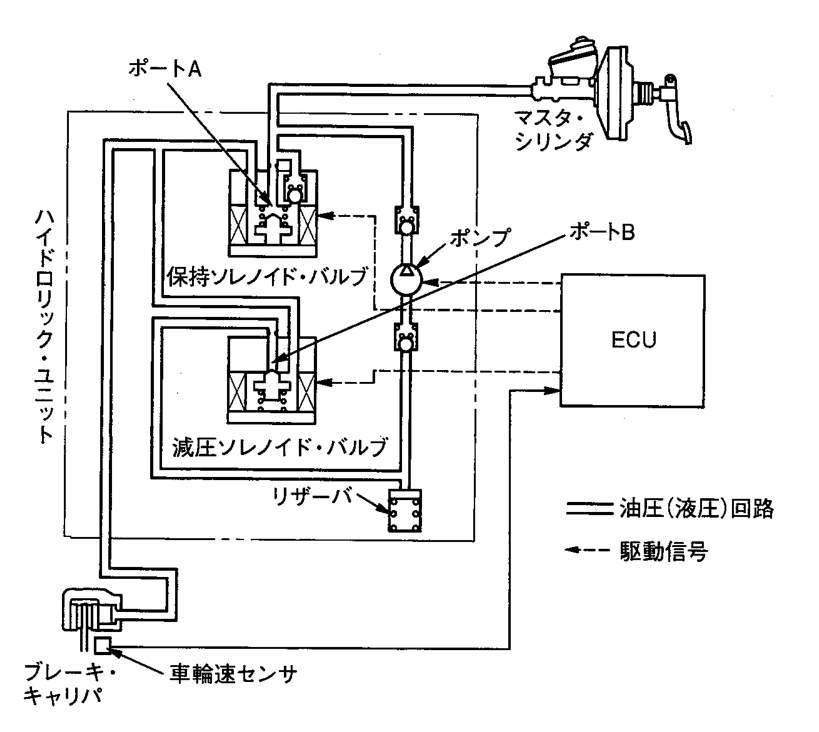 ポートA
マスタ・
シリンダ
ハイドロリック・ユニット
ポンプ
ポートB
保持ソレノイド・バルブ
ECU
減圧ソレノイド・バルブ
リザーバ
油圧(液圧)回路
駆動信号
ブレーキ・
キャリパ
車輪速センサ